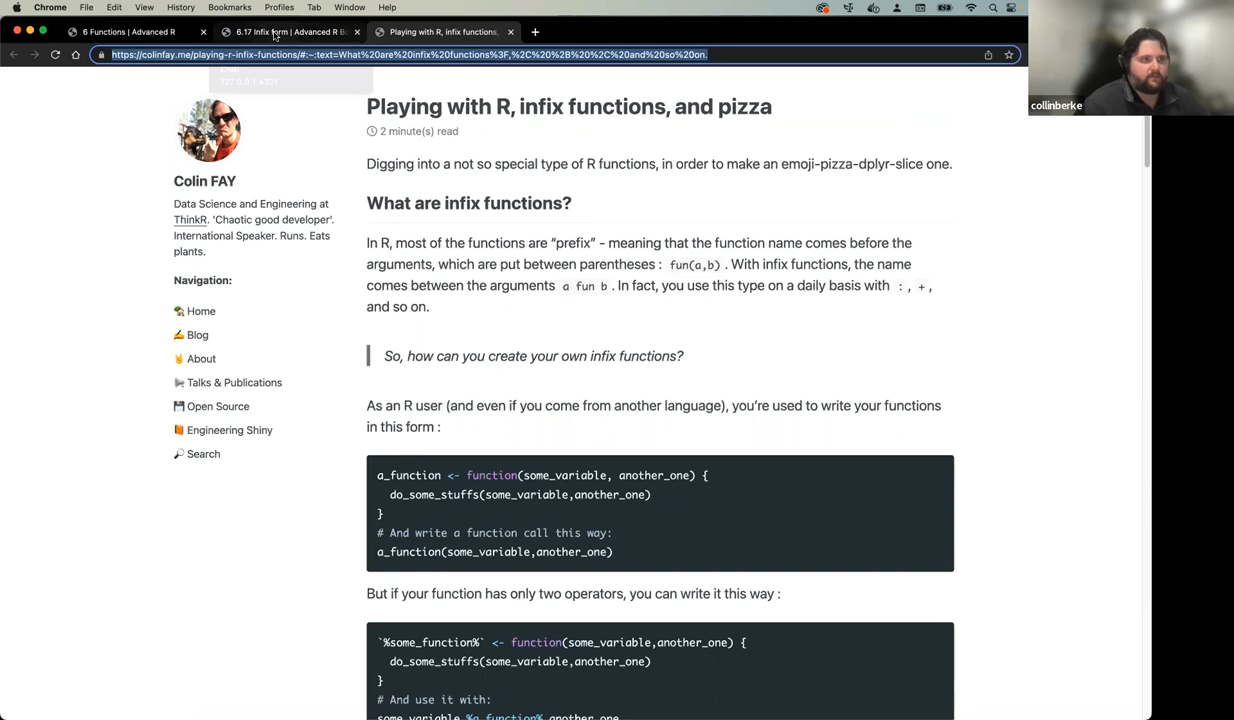 Chrome File Edit View History Bookmarks Profiles Tab Window Help
6 Functions | Advanced R
6.17 Infix form | Advanced R B
Playing with R, infix functions,
https://colinfay.me/playing-r-infix-functions/#:~:text=What%20are%20infix%20functions%3F,%2C%20%2B%20%2C%20and%20so%20on.
127.0.0.1:4321
collinberke
Playing with R, infix functions, and pizza
2 minute(s) read
Digging into a not so special type of R functions, in order to make an emoji-pizza-dplyr-slice one.
Colin FAY
Data Science and Engineering at
ThinkR. 'Chaotic good developer'.
International Speaker. Runs. Eats
plants.
Navigation:
Home
Blog
About
Talks & Publications
Open Source
Engineering Shiny
Search
What are infix functions?
In R, most of the functions are “prefix” - meaning that the function name comes before the
arguments, which are put between parentheses : fun(a,b) . With infix functions, the name
comes between the arguments a fun b . In fact, you use this type on a daily basis with : , + ,
and so on.
So, how can you create your own infix functions?
As an R user (and even if you come from another language), you’re used to write your functions
in this form :
a_function <- function(some_variable, another_one) {
do_some_stuffs(some_variable,another_one)
}
# And write a function call this way:
a_function(some_variable,another_one)
But if your function has only two operators, you can write it this way :
`%some_function%` <- function(some_variable,another_one) {
do_some_stuffs(some_variable,another_one)
}
# And use it with:
some_variable %a_function% another_one